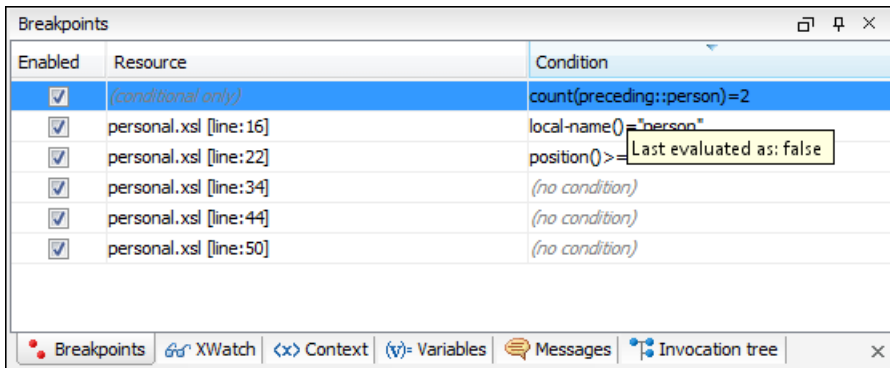 Breakpoints
Enabled Resource Condition
(conditional only) count(preceding::person)=2
personal.xsl [line:16] local-name()="person"
personal.xsl [line:22] position()>=
Last evaluated as: false
personal.xsl [line:34] (no condition)
personal.xsl [line:44] (no condition)
personal.xsl [line:50] (no condition)
Breakpoints XWatch <x> Context (v)= Variables Messages Invocation tree